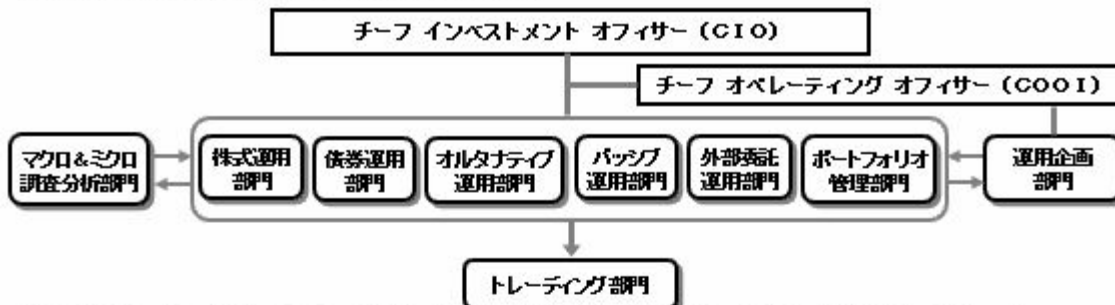 チーフ インベストメント オフィサー (CIO)
チーフ オペレーティング オフィサー (COOI)
マクロ&ミクロ
調査分析部門
株式運用
部門
債券運用
部門
オルタナティブ
運用部門
パッシブ
運用部門
外部委託
運用部門
ポートフォリオ
管理部門
運用企画
部門
トレーディング部門